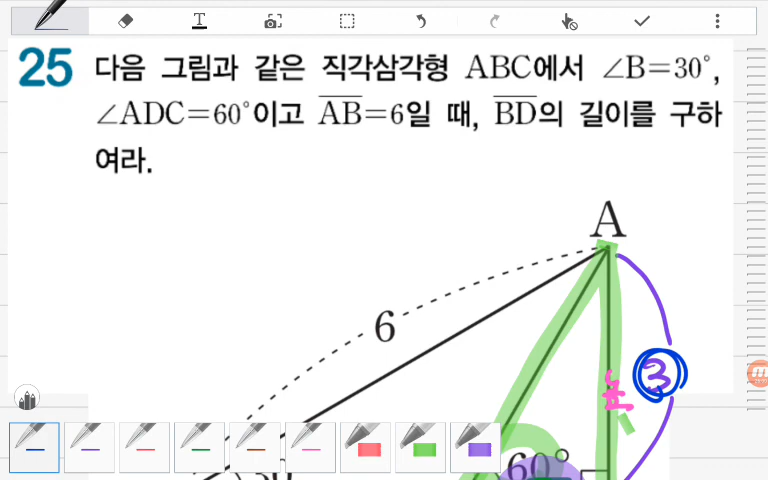 25 다음 그림과 같은 직각삼각형 ABC에서 ∠B=30°,
∠ADC=60°이고 AB=6일 때, BD의 길이를 구하
여라.
A
6
3
60°